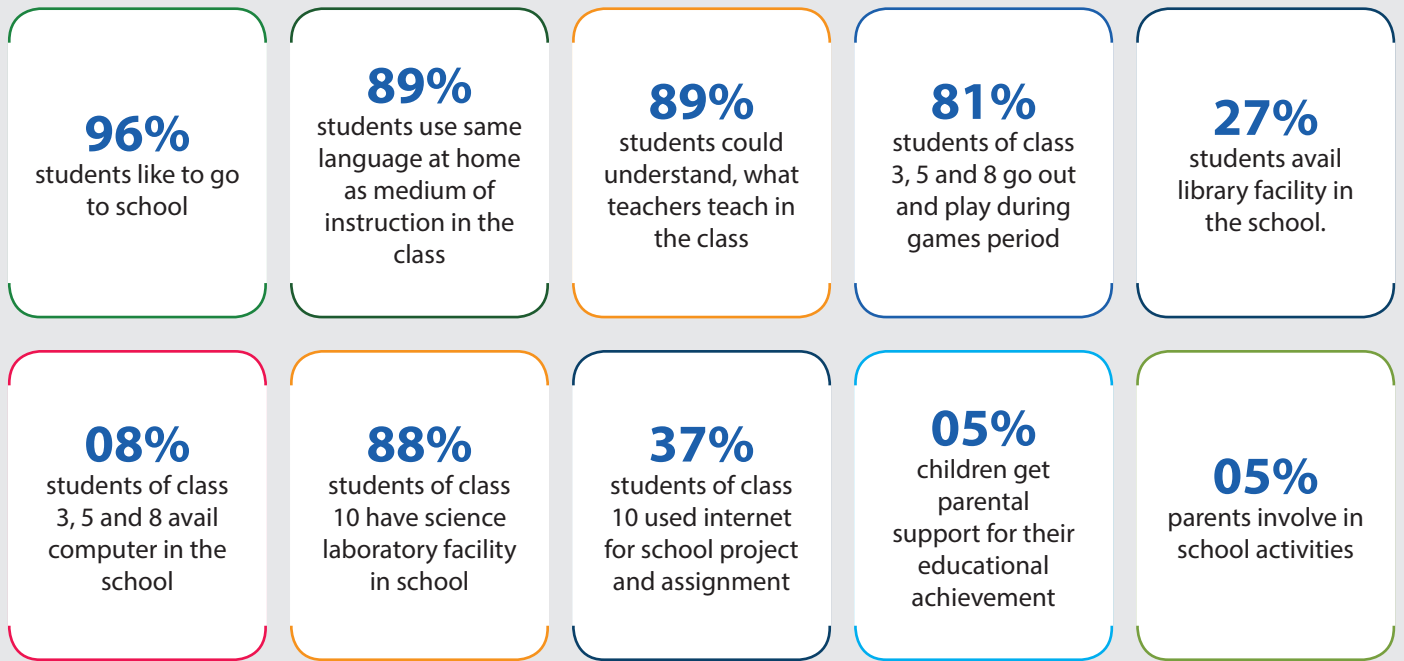 96%
students like to go
to school
89%
students use same
language at home
as medium of
instruction in the
class
89%
students could
understand, what
teachers teach in
the class
81%
students of class
3, 5 and 8 go out
and play during
games period
27%
students avail
library facility in
the school.
08%
students of class
3, 5 and 8 avail
computer in the
school
88%
students of class
10 have science
laboratory facility
in school
37%
students of class
10 used internet
for school project
and assignment
05%
children get
parental
support for their
educational
achievement
05%
parents involve in
school activities